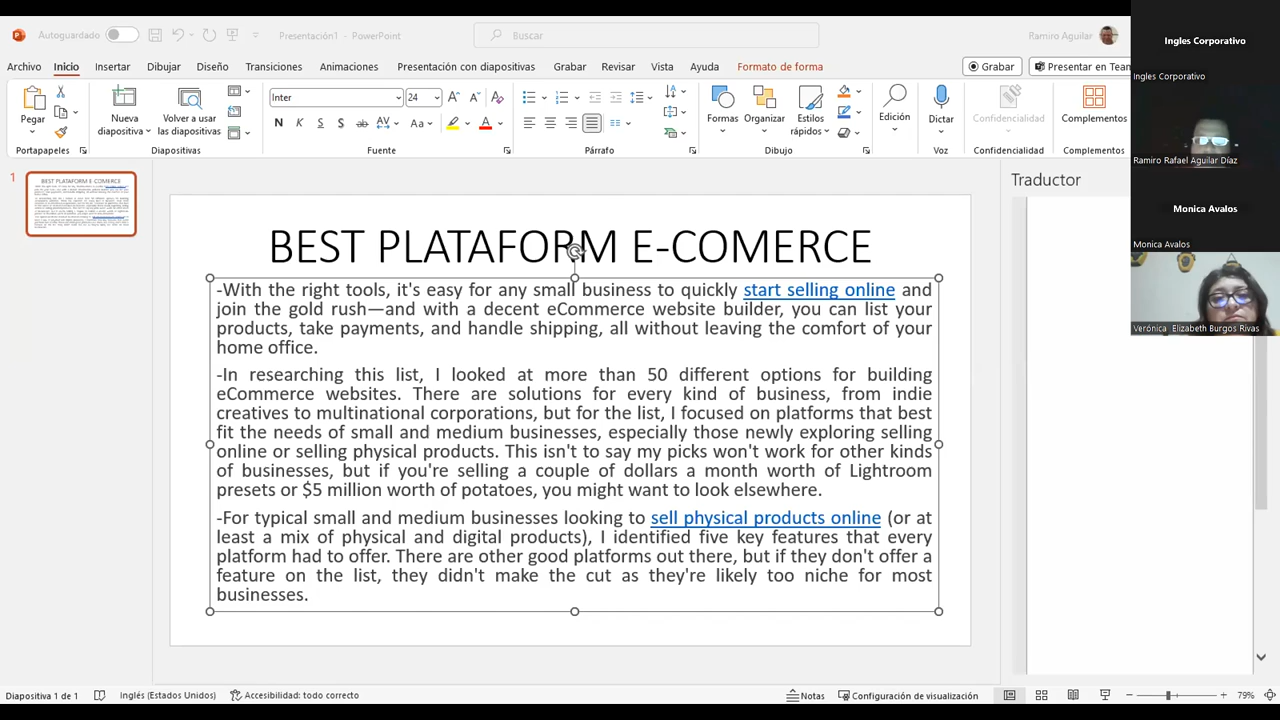 Autoguardado
Presentación1 - PowerPoint
Buscar
Ramiro Aguilar
Archivo Inicio Insertar Dibujar Diseño Transiciones Animaciones Presentación con diapositivas Grabar Revisar Vista Ayuda Formato de forma
Grabar
Presentar en Team
Pegar
Nueva diapositiva
Volver a usar las diapositivas
Inter 24
N K S S ab AV Aa A
Formas Organizar Estilos rápidos
Edición
Dictar
Confidencialidad
Complementos
Portapapeles Diapositivas Fuente Párrafo Dibujo Voz Confidencialidad Complementos
1
BEST PLATAFORM E-COMERCE
-With the right tools, it's easy for any small business to quickly start selling online and
join the gold rush—and with a decent eCommerce website builder, you can list your
products, take payments, and handle shipping, all without leaving the comfort of your
home office.
-In researching this list, I looked at more than 50 different options for building
eCommerce websites. There are solutions for every kind of business, from indie
creatives to multinational corporations, but for the list, I focused on platforms that best
fit the needs of small and medium businesses, especially those newly exploring selling
online or selling physical products. This isn't to say my picks won't work for other kinds
of businesses, but if you're selling a couple of dollars a month worth of Lightroom
presets or $5 million worth of potatoes, you might want to look elsewhere.
-For typical small and medium businesses looking to sell physical products online (or at
least a mix of physical and digital products), I identified five key features that every
platform had to offer. There are other good platforms out there, but if they don't offer a
feature on the list, they didn't make the cut as they're likely too niche for most
businesses.
Traductor
Ingles Corporativo
Ingles Corporativo
Ramiro Rafael Aguilar Díaz
Monica Avalos
Monica Avalos
Verónica Elizabeth Burgos Rivas
Diapositiva 1 de 1
Inglés (Estados Unidos)
Accesibilidad: todo correcto
Notas
Configuración de visualización
79%